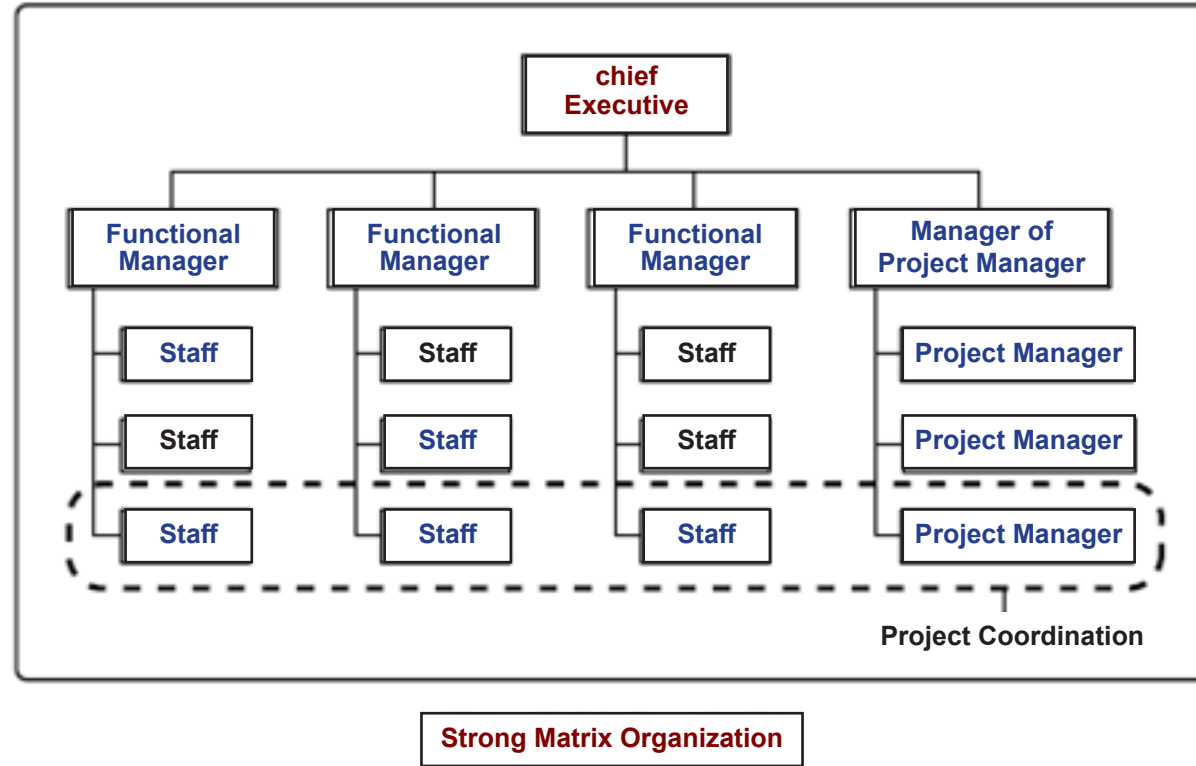 chief
Executive
Functional
Manager
Functional
Manager
Functional
Manager
Manager of
Project Manager
Staff
Staff
Staff
Project Manager
Staff
Staff
Staff
Project Manager
Staff
Staff
Staff
Project Manager
Project Coordination
Strong Matrix Organization